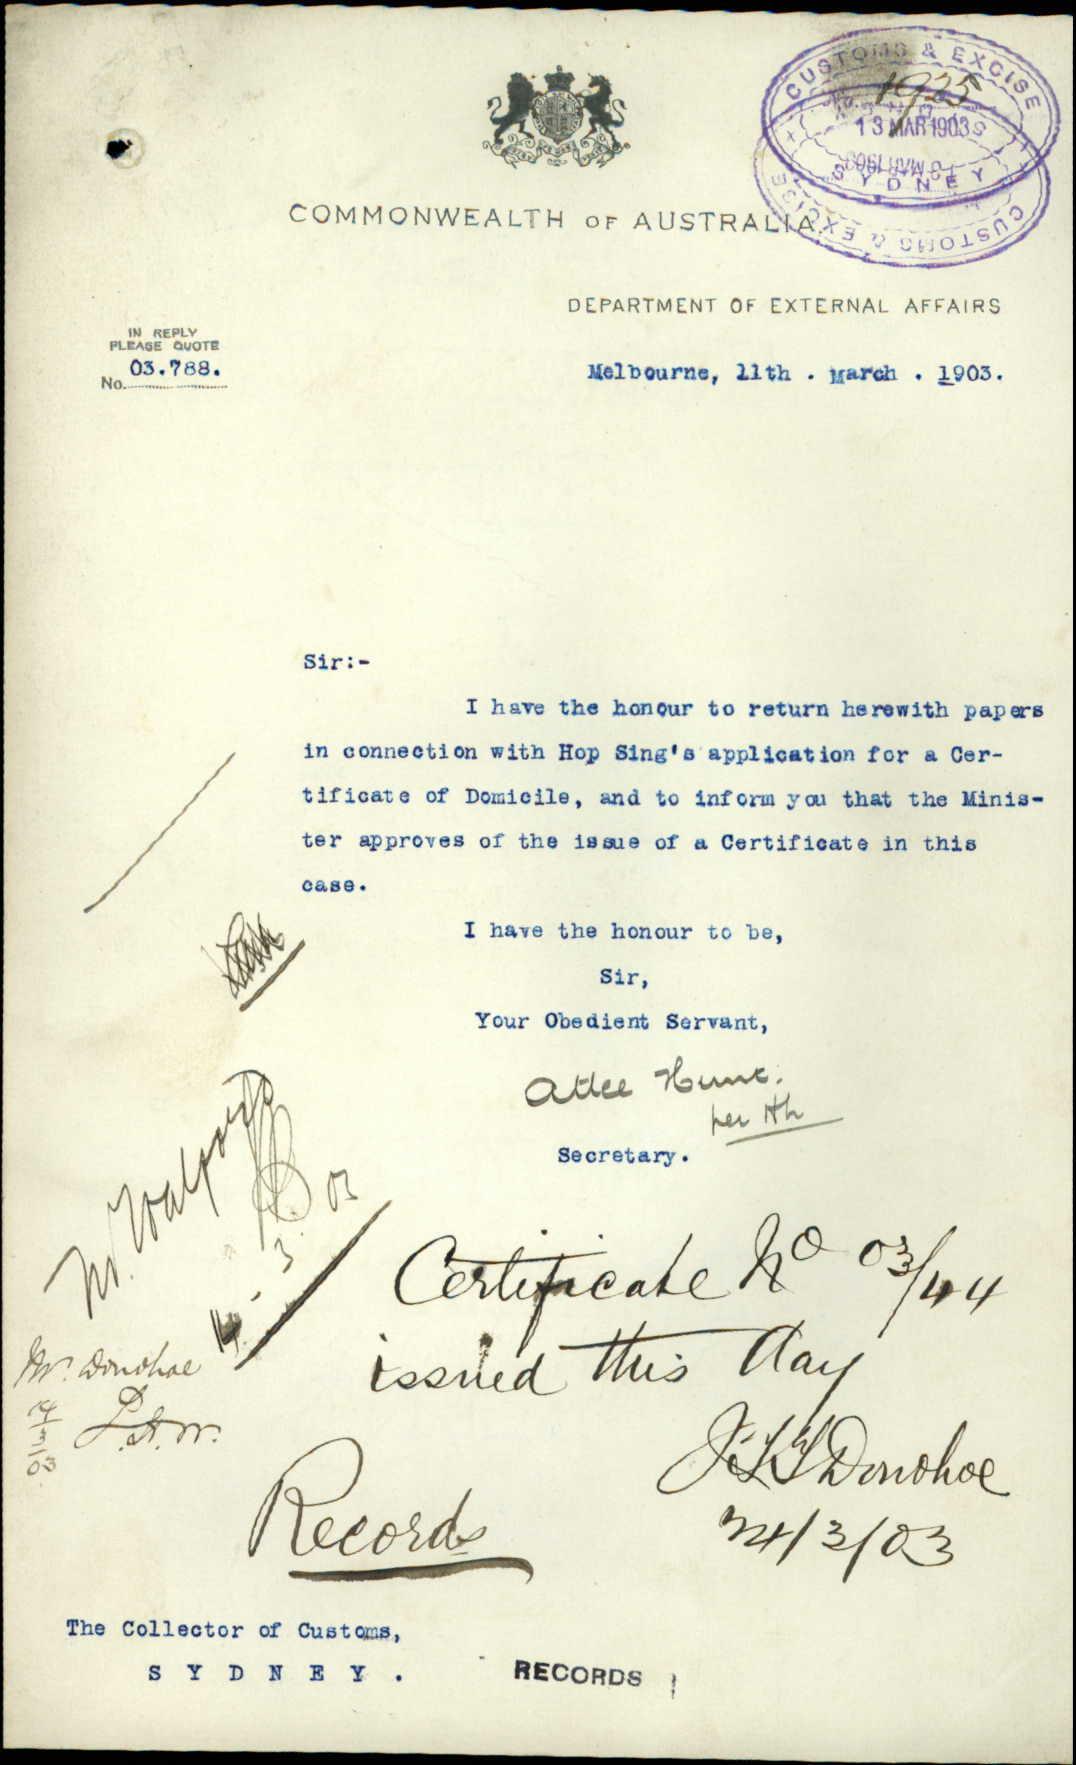 CUSTOMS & EXCISE
1925
13 MAR 1903
SYDNEY
COMMONWEALTH OF AUSTRALIA
DEPARTMENT OF EXTERNAL AFFAIRS
IN REPLY
PLEASE QUOTE
No. 03.788.
Melbourne, 11th . March . 1903.
Sir:-
I have the honour to return herewith papers
in connection with Hop Sing's application for a Cer-
tificate of Domicile, and to inform you that the Minis-
ter approves of the issue of a Certificate in this
case.
I have the honour to be,
Sir,
Your Obedient Servant,
Atlee Hunt.
per
Secretary.
Mr. Walpole
3. 03
Certificate No 03/44
issued this day
J.T.T. Donohoe
24/3/03
Mr. Donohoe
L.A.W.
14/3/03
Records
The Collector of Customs,
S Y D N E Y .
RECORDS